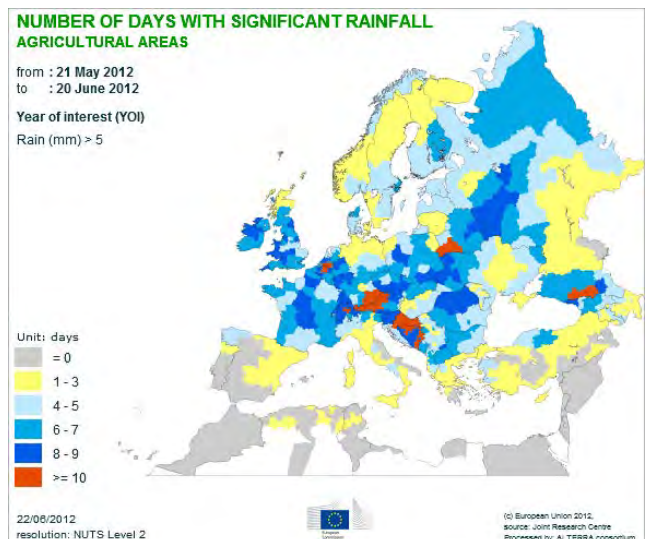 NUMBER OF DAYS WITH SIGNIFICANT RAINFALL
AGRICULTURAL AREAS
from : 21 May 2012
to : 20 June 2012
Year of interest (YOI)
Rain (mm) > 5
Unit: days
= 0
1 - 3
4 - 5
6 - 7
8 - 9
>= 10
22/06/2012
resolution: NUTS Level 2
European
Commission
(c) European Union 2012,
source: Joint Research Centre
Processed by: ALTERRA consortium